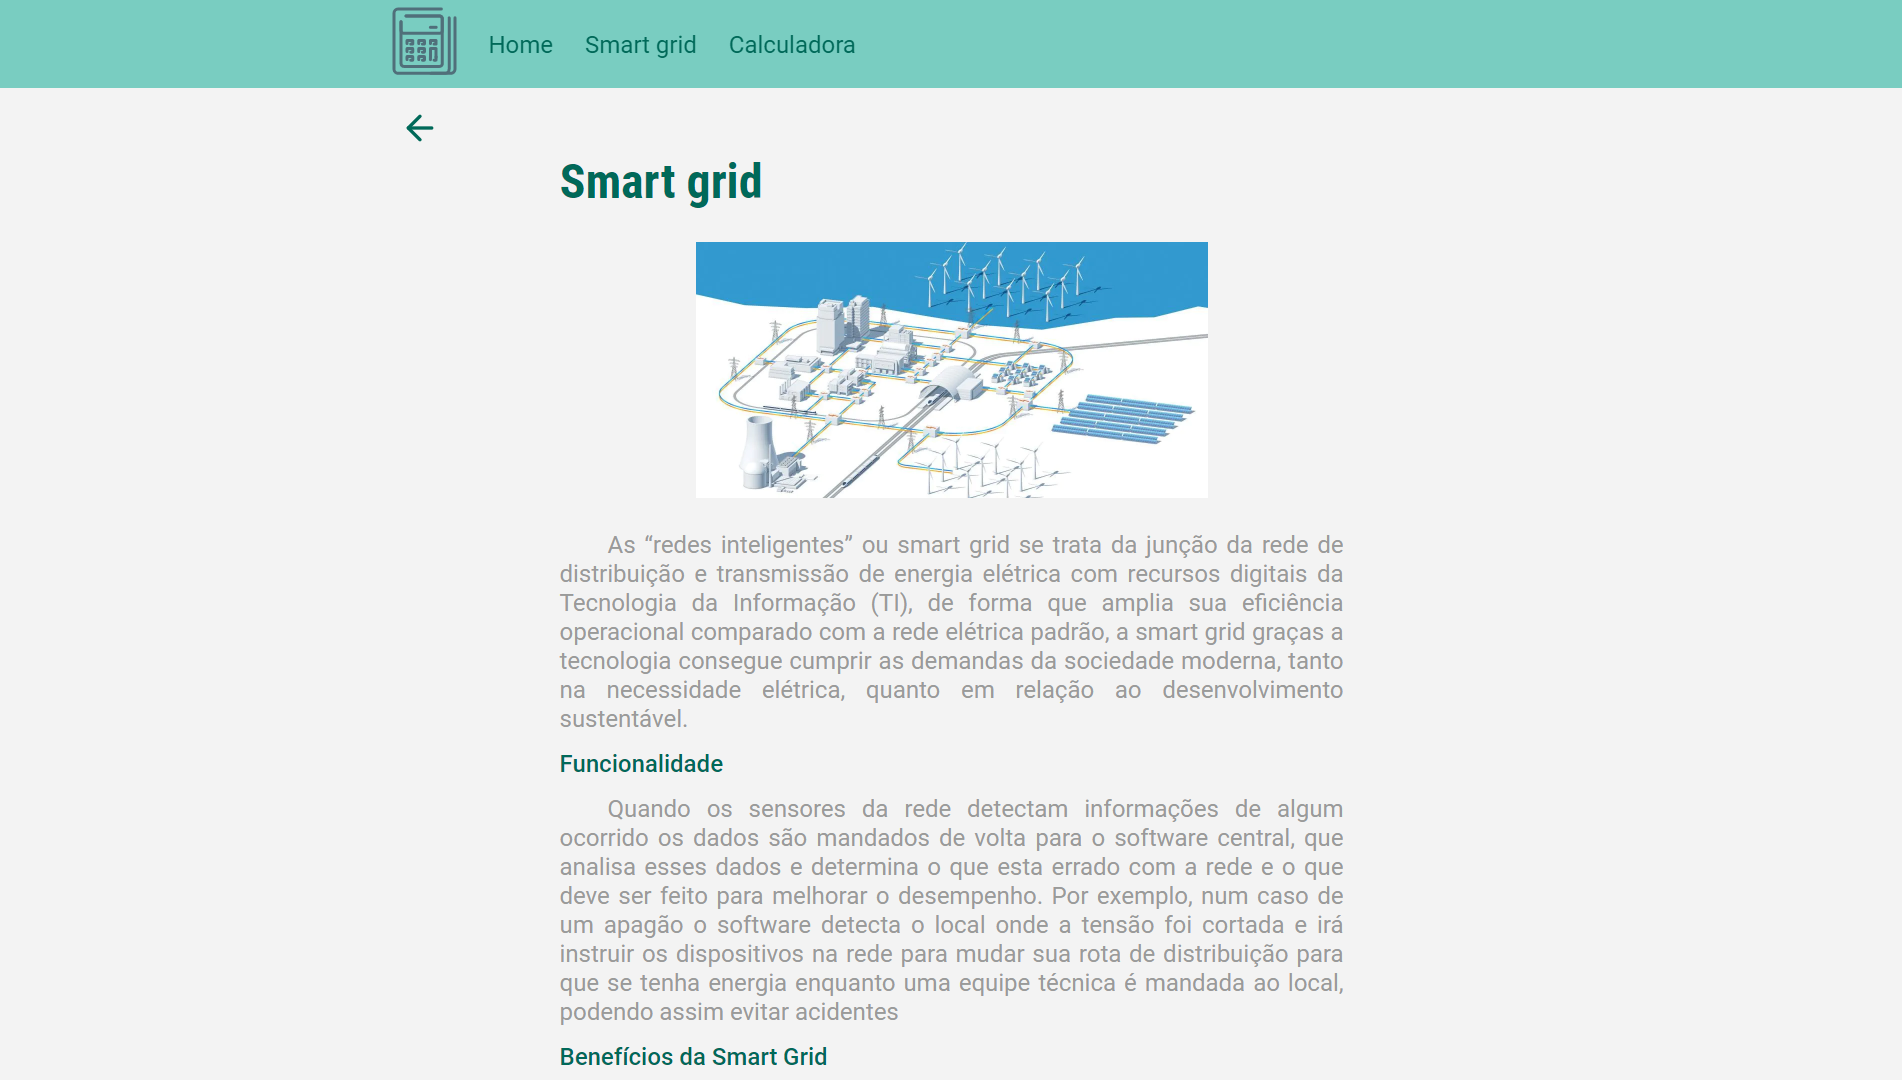 Home Smart grid Calculadora
Smart grid
As “redes inteligentes” ou smart grid se trata da junção da rede de
distribuição e transmissão de energia elétrica com recursos digitais da
Tecnologia da Informação (TI), de forma que amplia sua eficiência
operacional comparado com a rede elétrica padrão, a smart grid graças a
tecnologia consegue cumprir as demandas da sociedade moderna, tanto
na necessidade elétrica, quanto em relação ao desenvolvimento
sustentável.
Funcionalidade
Quando os sensores da rede detectam informações de algum
ocorrido os dados são mandados de volta para o software central, que
analisa esses dados e determina o que esta errado com a rede e o que
deve ser feito para melhorar o desempenho. Por exemplo, num caso de
um apagão o software detecta o local onde a tensão foi cortada e irá
instruir os dispositivos na rede para mudar sua rota de distribuição para
que se tenha energia enquanto uma equipe técnica é mandada ao local,
podendo assim evitar acidentes
Benefícios da Smart Grid